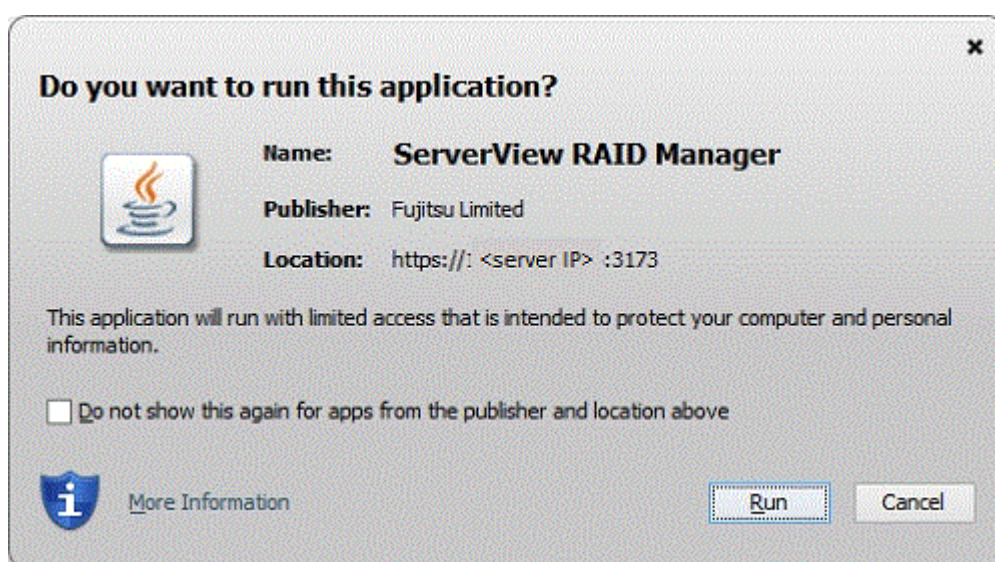 Do you want to run this application?
Name: ServerView RAID Manager
Publisher: Fujitsu Limited
Location: https://: <server IP> :3173
This application will run with limited access that is intended to protect your computer and personal
information.
Do not show this again for apps from the publisher and location above
More Information
Run Cancel